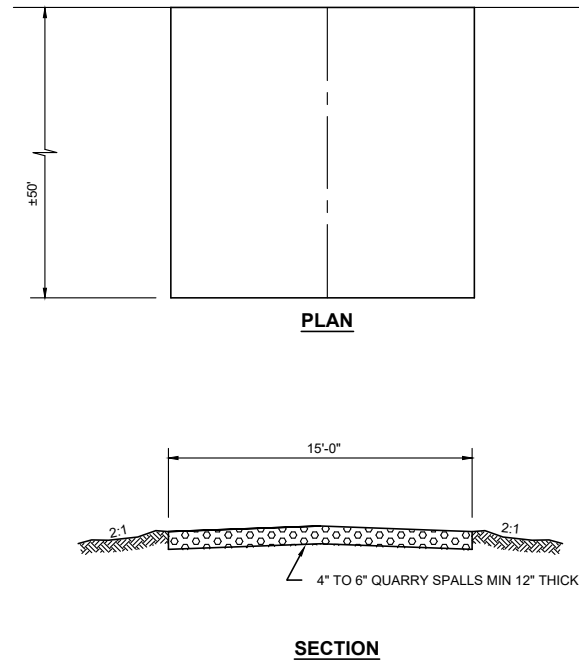 ±50'
PLAN
15'-0"
2:1
2:1
4" TO 6" QUARRY SPALLS MIN 12" THICK
SECTION